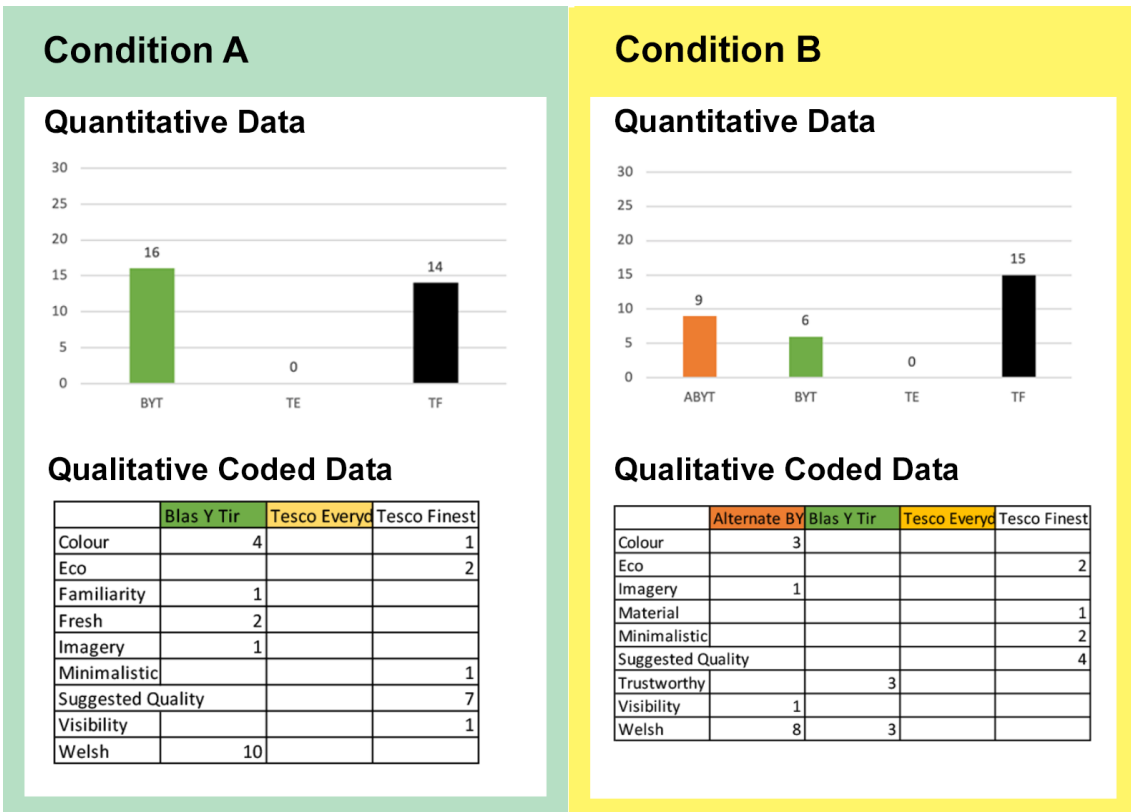 Condition A
Quantitative Data
30
25
20
15
10
5
0
16
0
14
BYT TE TF
Qualitative Coded Data
Blas Y Tir Tesco Everyd Tesco Finest
Colour 4 1
Eco 2
Familiarity 1
Fresh 2
Imagery 1
Minimalistic 1
Suggested Quality 7
Visibility 1
Welsh 10
Condition B
Quantitative Data
30
25
20
15
10
5
0
9
6
0
15
ABYT BYT TE TF
Qualitative Coded Data
Alternate BY Blas Y Tir Tesco Everyd Tesco Finest
Colour 3
Eco 2
Imagery 1
Material 1
Minimalistic 2
Suggested Quality 4
Trustworthy 3
Visibility 1
Welsh 8 3